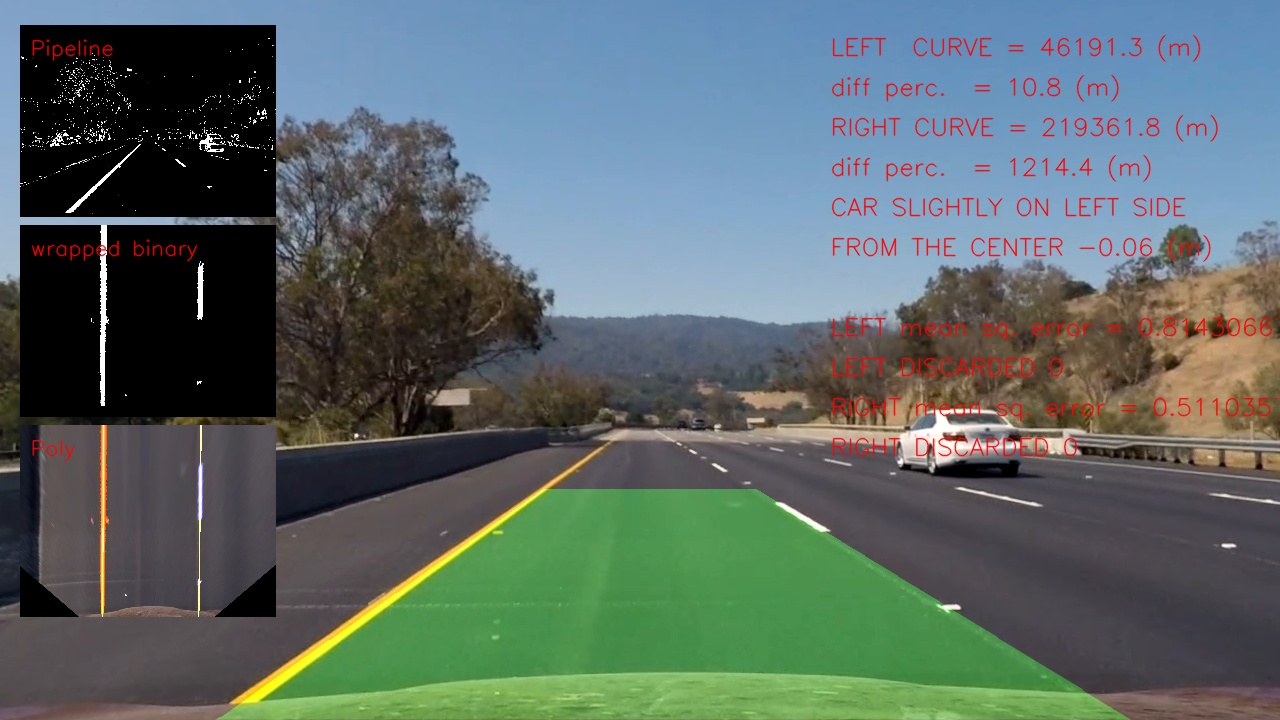 Pipeline
wrapped binary
Poly
LEFT CURVE = 46191.3 (m)
diff perc. = 10.8 (m)
RIGHT CURVE = 219361.8 (m)
diff perc. = 1214.4 (m)
CAR SLIGHTLY ON LEFT SIDE
FROM THE CENTER -0.06 (m)
LEFT mean sq. error = 0.8143066
LEFT DISCARDED 0
RIGHT mean sq. error = 0.511035
RIGHT DISCARDED 0